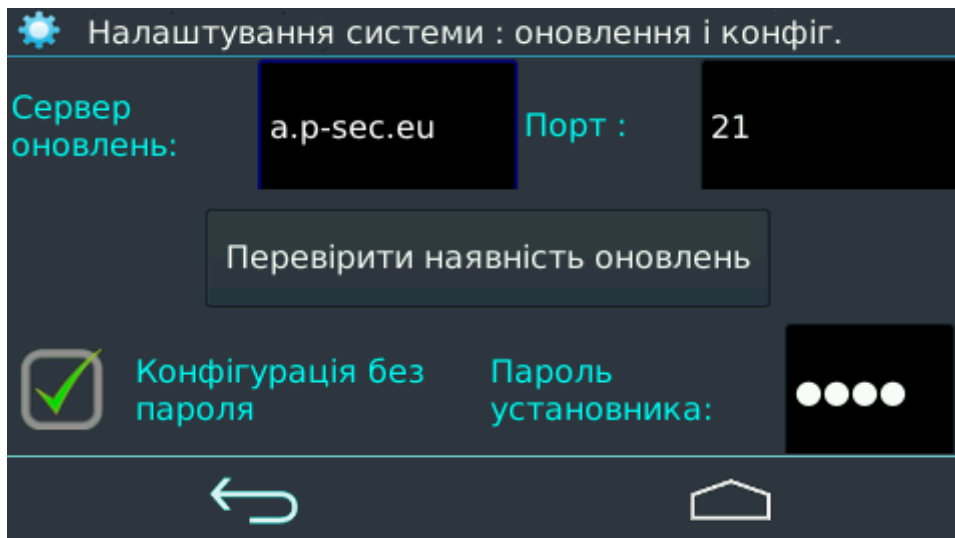 Налаштування системи : оновлення і конфіг.
Сервер
оновлень:
a.p-sec.eu
Порт :
21
Перевірити наявність оновлень
Конфігурація без
пароля
Пароль
установника:
●●●●